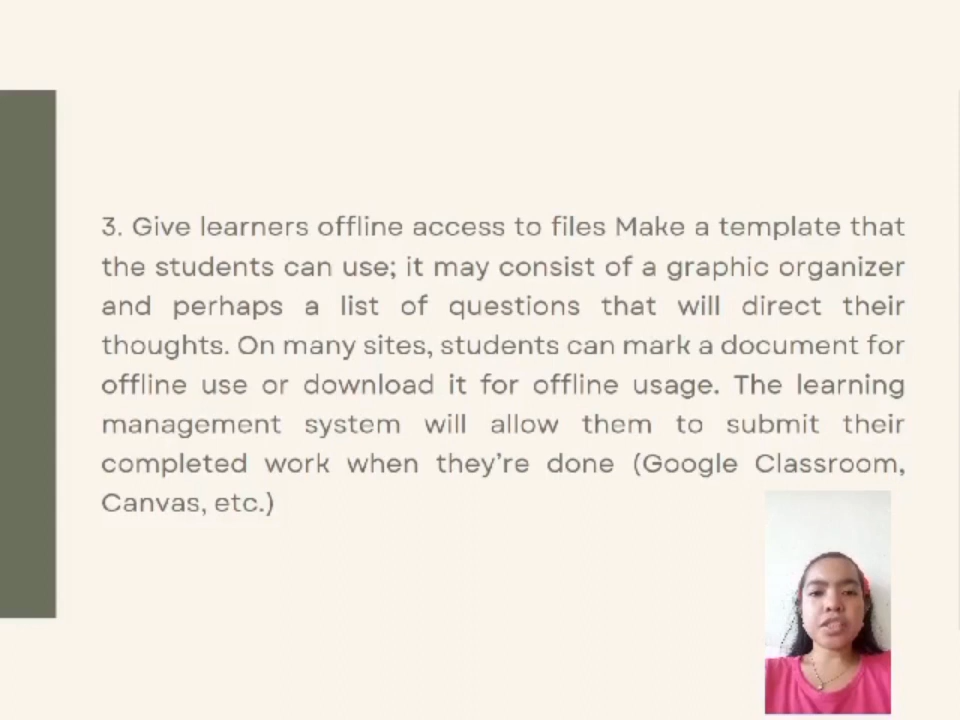 3. Give learners offline access to files Make a template that
the students can use; it may consist of a graphic organizer
and perhaps a list of questions that will direct their
thoughts. On many sites, students can mark a document for
offline use or download it for offline usage. The learning
management system will allow them to submit their
completed work when they’re done (Google Classroom,
Canvas, etc.)